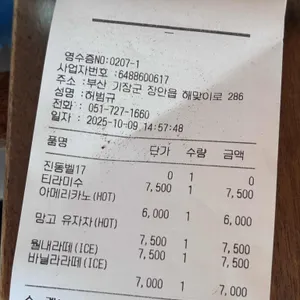 영수증NO:0207-1
사업자번호 :6488600617
주소 :부산 기장군 장안읍 해맞이로 286
성명 :허범규
전화 : 051-727-1660
일자 : 2025-10-09 14:57:48
품명 단가 수량 금액
진동벨17 0 1 0
티라미수 7,500 1 7,500
아메리카노(HOT)
6,000 1 6,000
망고 유자차(HOT)
7,500 1 7,500
월내라떼(ICE) 7,500 1 7,500
바닐라라떼(ICE)
7,000 1 7,000